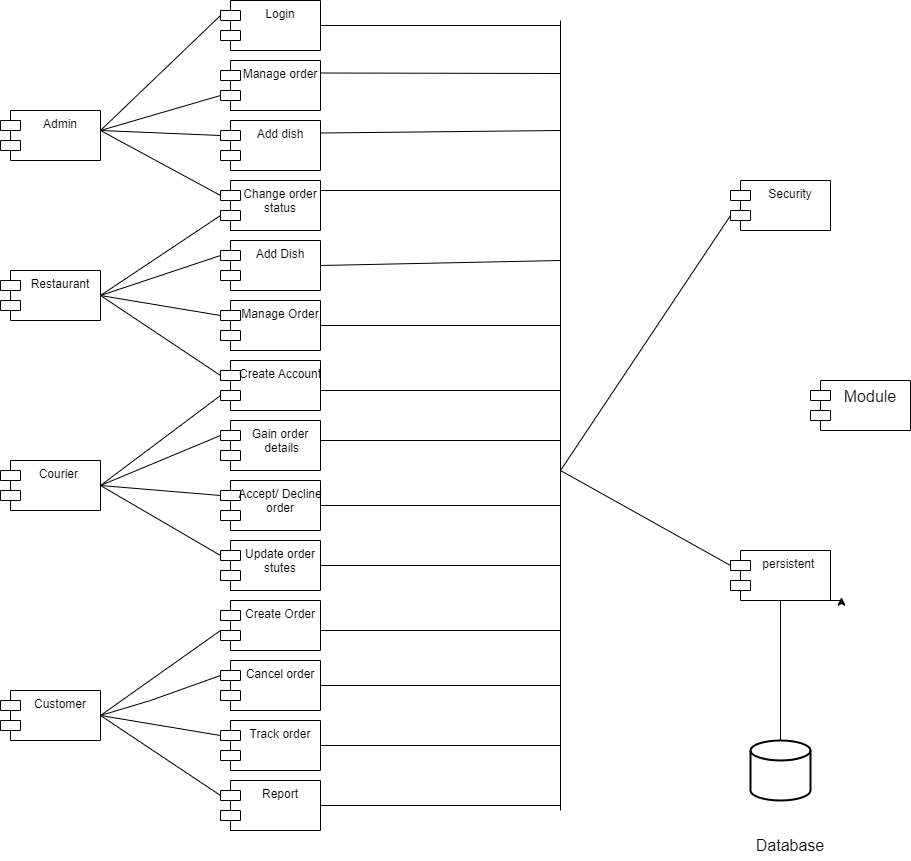 Login
Manage order
Admin
Add dish
Change order
status
Security
Add Dish
Restaurant
Manage Order
Create Account
Module
Gain order
details
Courier
Accept/ Decline
order
Update order
stutes
persistent
Create Order
Cancel order
Customer
Track order
Report
Database